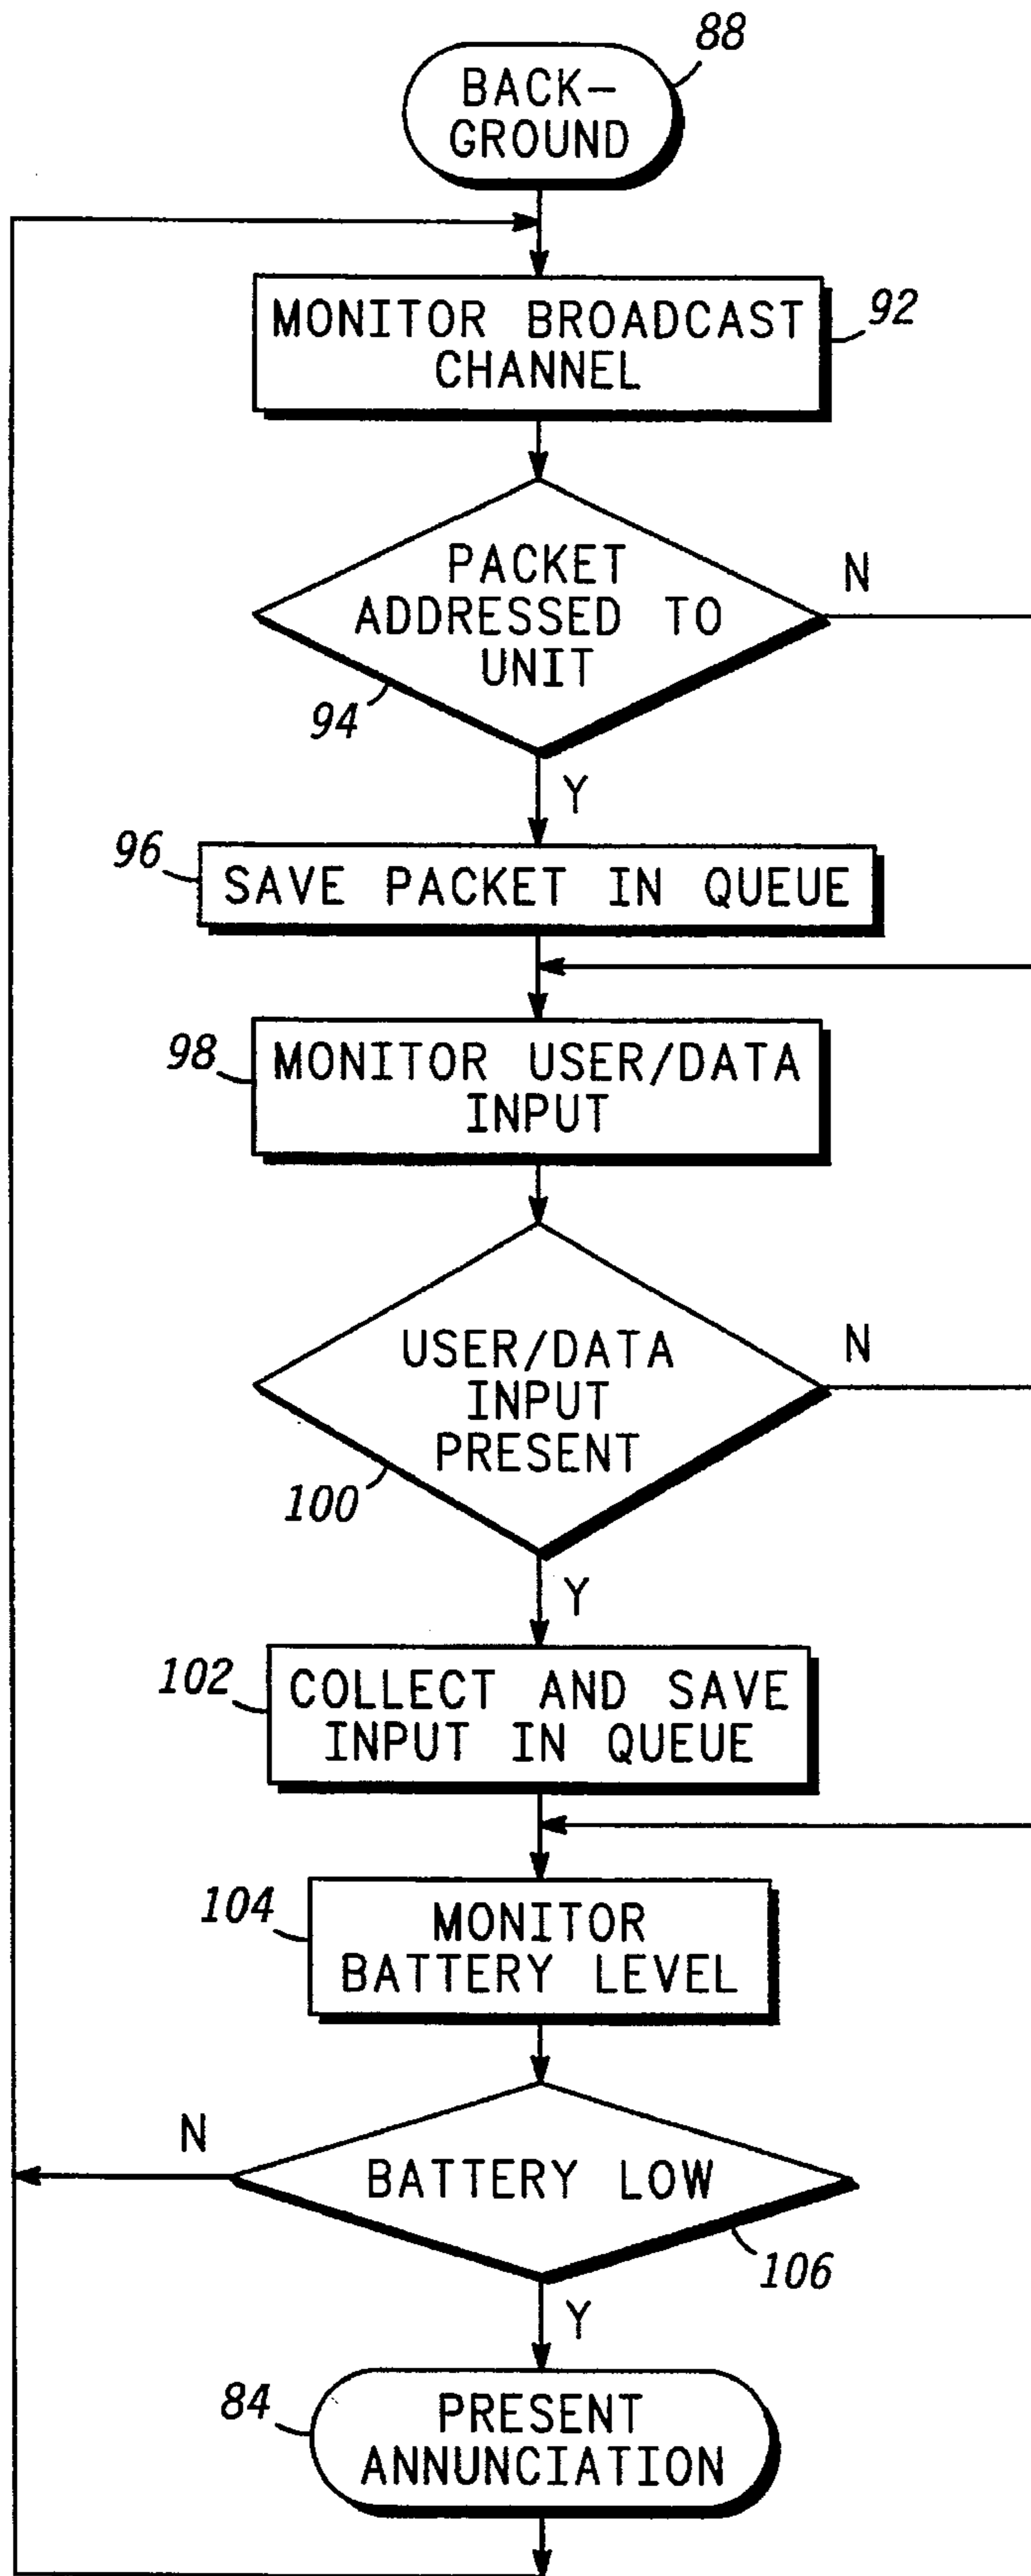 88
BACK-
GROUND
MONITOR BROADCAST
CHANNEL
92
PACKET
ADDRESSED TO
UNIT
N
94
Y
96
SAVE PACKET IN QUEUE
98
MONITOR USER/DATA
INPUT
USER/DATA
INPUT
PRESENT
N
100
Y
102
COLLECT AND SAVE
INPUT IN QUEUE
104
MONITOR
BATTERY LEVEL
N
BATTERY LOW
106
Y
84
PRESENT
ANNUNCIATION